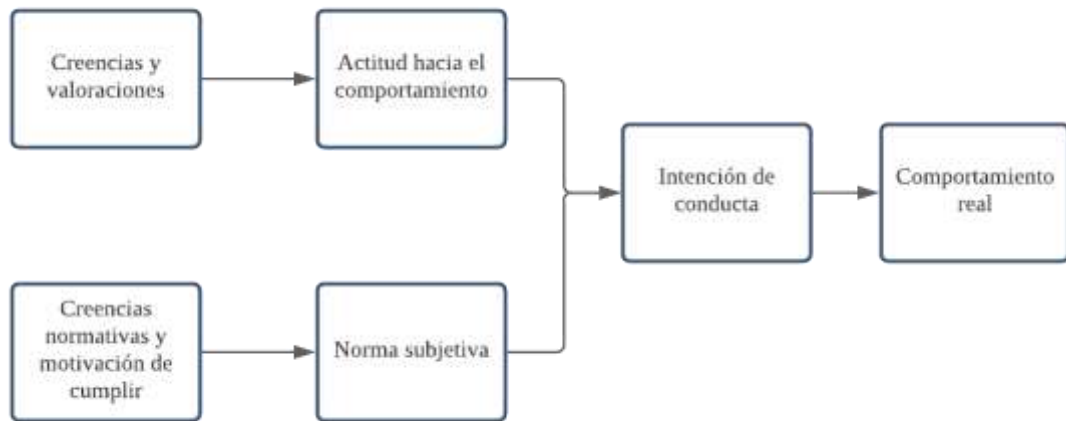 Creencias y
valoraciones
Actitud hacia el
comportamiento
Intención de
conducta
Comportamiento
real
Creencias
normativas y
motivación de
cumplir
Norma subjetiva